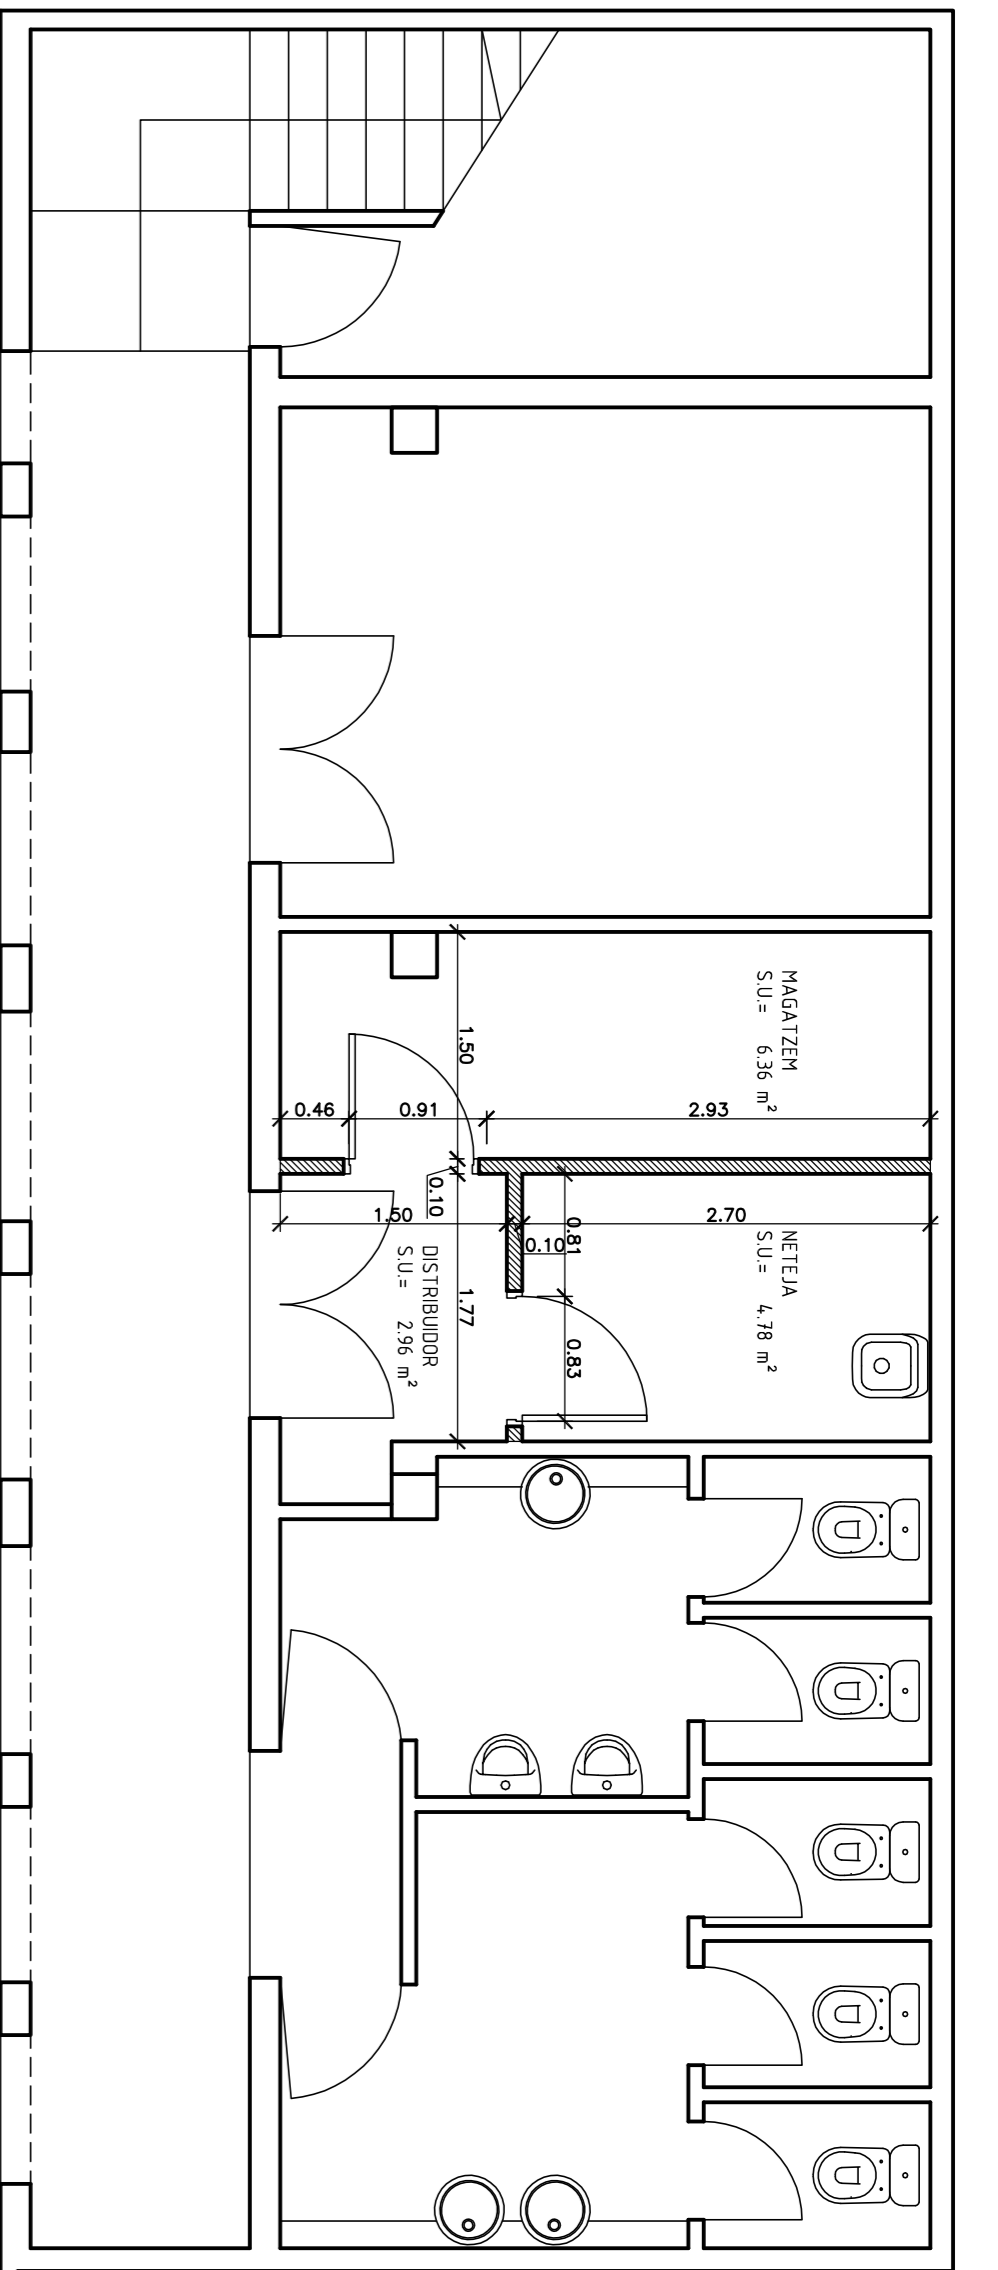 MAGATZEM
S.U.= 6.36 m²
1.50
0.46
0.91
2.93
0.10
1.50
2.70
0.81
0.10
NETEJA
S.U.= 4.78 m²
DISTRIBUIDOR
S.U.= 2.96 m²
1.77
0.83